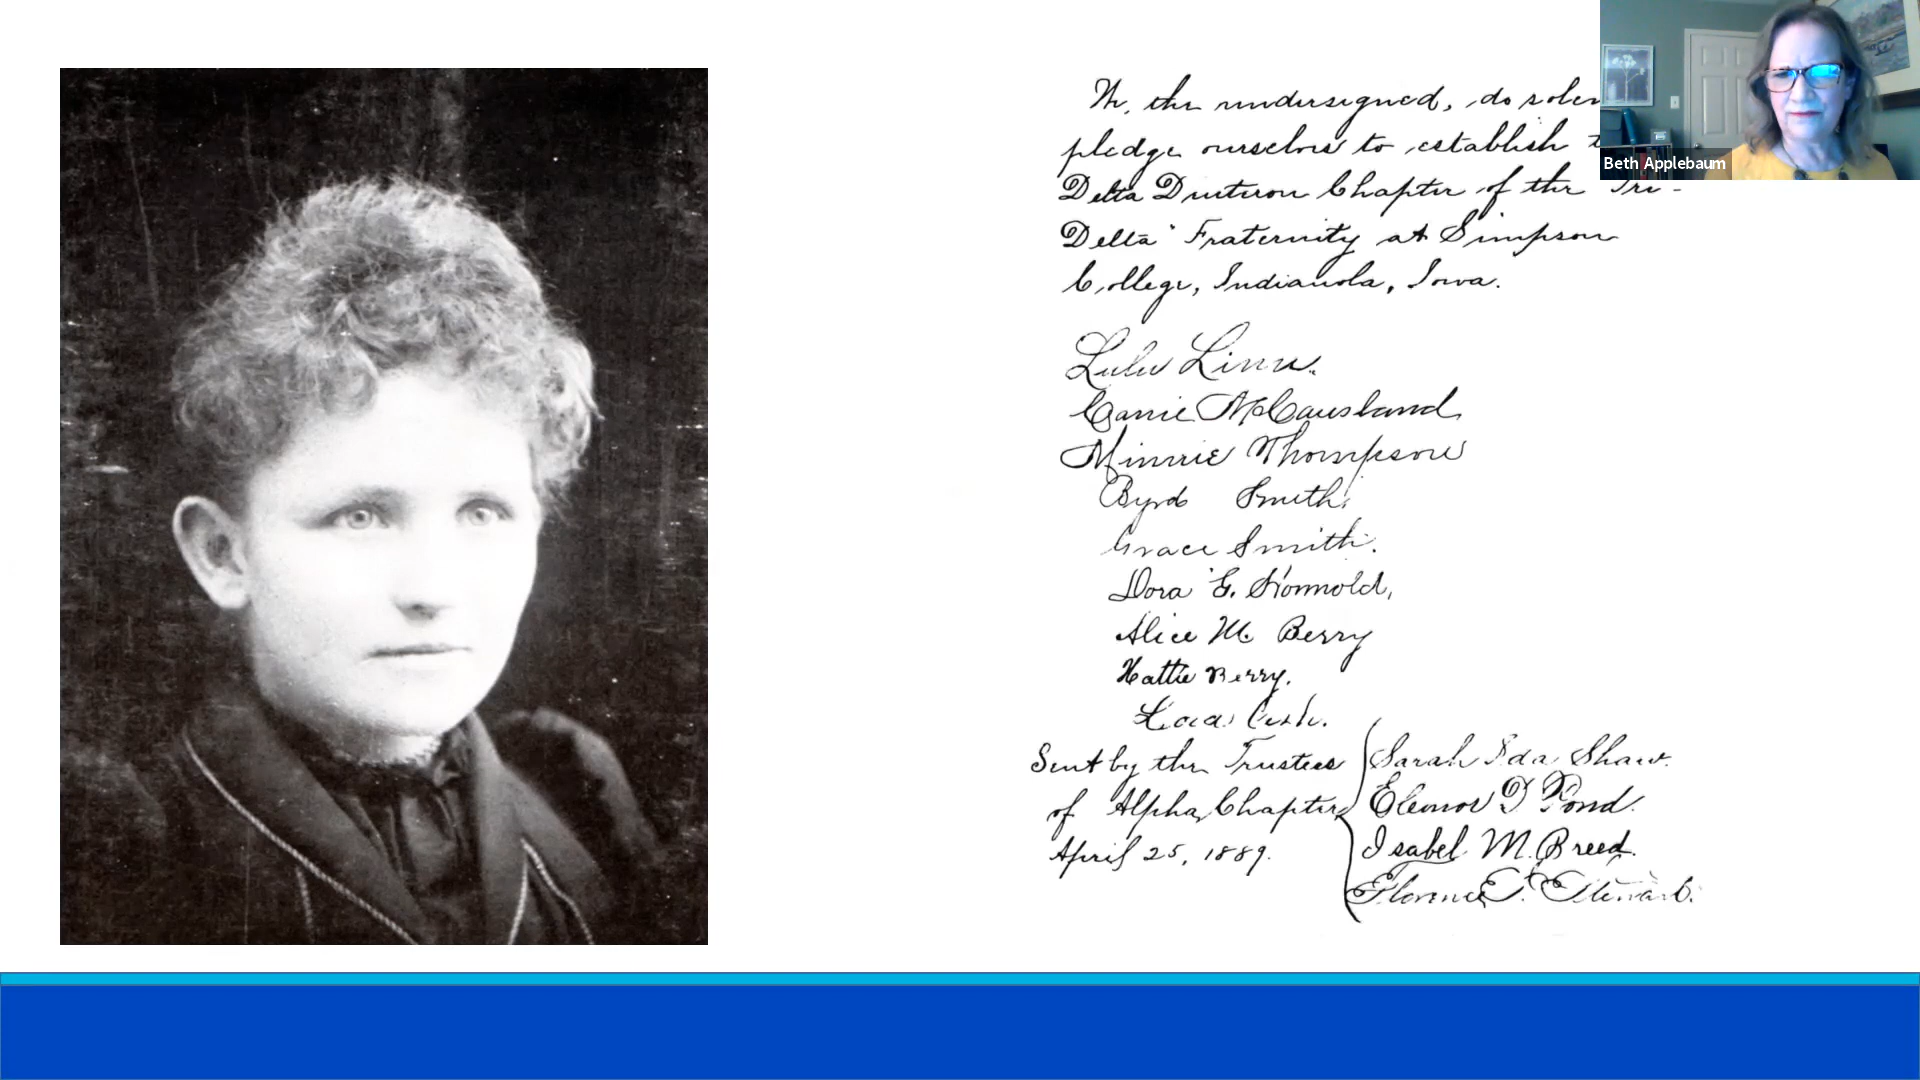 We, the undersigned, do solem
pledge ourselves to establish t
Delta Deuteron Chapter of the Tri-
Delta Fraternity at Simpson
College, Indianola, Iowa.
Lulu Linn.
Carrie McCausland
Minnie Thompson
Byrd Smith.
Grace Smith.
Dora E.
Alice M Berry
Hattie Berry.
Sent by the Trustees
of Alpha Chapter
April 25, 1889.
Sarah Ida Shaw.
Eleanor D Pond.
Isabel M. Breed.
Florence Stewart.
Beth Applebaum